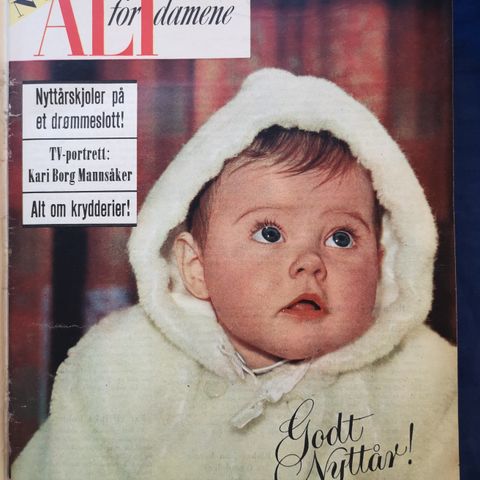 ALT
for damene
Nyttårskjoler på
et drømmeslott!
TV-portrett:
Kari Borg Mannsåker
Alt om krydderier!
Godt
Nyttår!